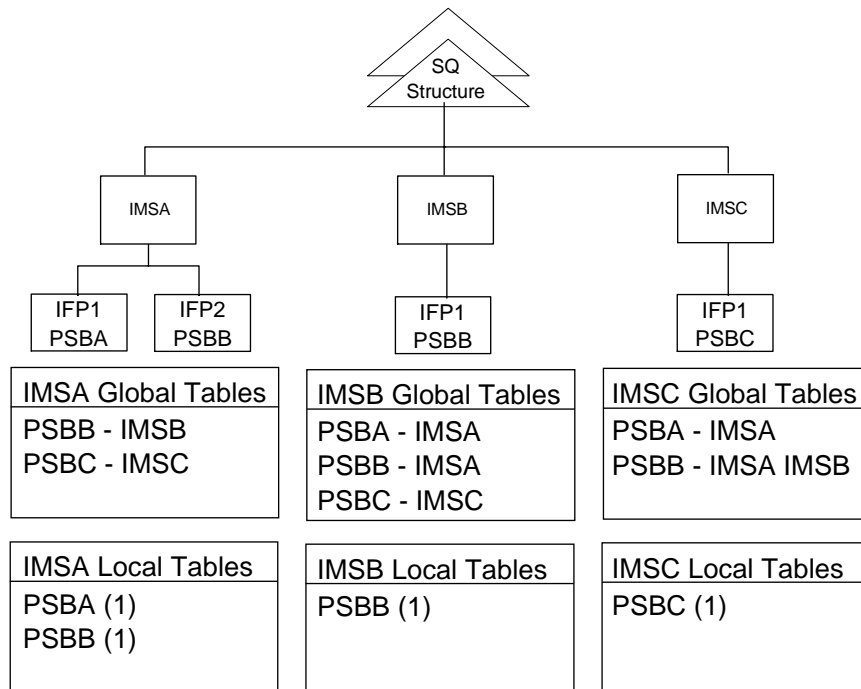 SQ
Structure
IMSA
IMSB
IMSC
IFP1
PSBA
IFP2
PSBB
IFP1
PSBB
IFP1
PSBC
IMSA Global Tables
PSBB - IMSB
PSBC - IMSC
IMSB Global Tables
PSBA - IMSA
PSBB - IMSA
PSBC - IMSC
IMSC Global Tables
PSBA - IMSA
PSBB - IMSA IMSB
IMSA Local Tables
PSBA (1)
PSBB (1)
IMSB Local Tables
PSBB (1)
IMSC Local Tables
PSBC (1)